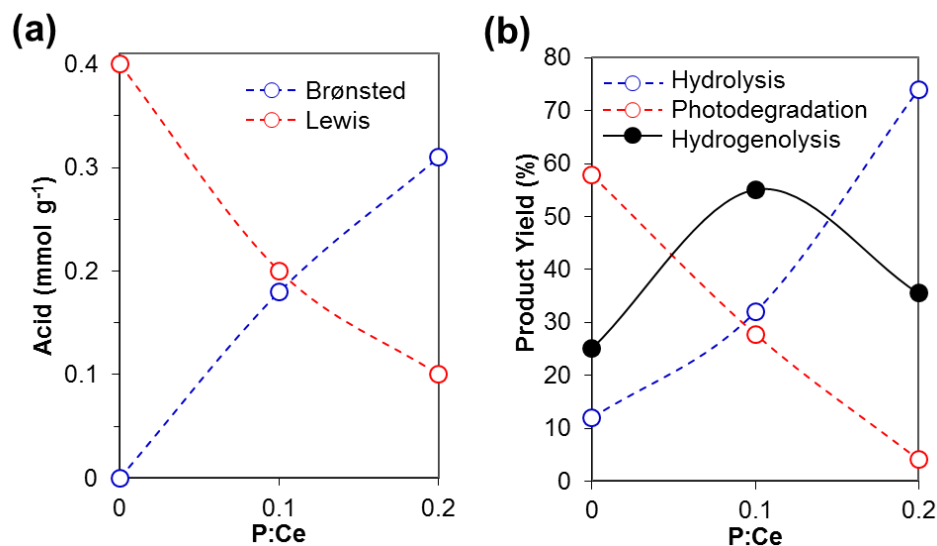 (a)
Acid (mmol g⁻¹)
0.4
0.3
0.2
0.1
0
0
0.1
0.2
P:Ce
Brønsted
Lewis
(b)
Product Yield (%)
80
70
60
50
40
30
20
10
0
0
0.1
0.2
P:Ce
Hydrolysis
Photodegradation
Hydrogenolysis